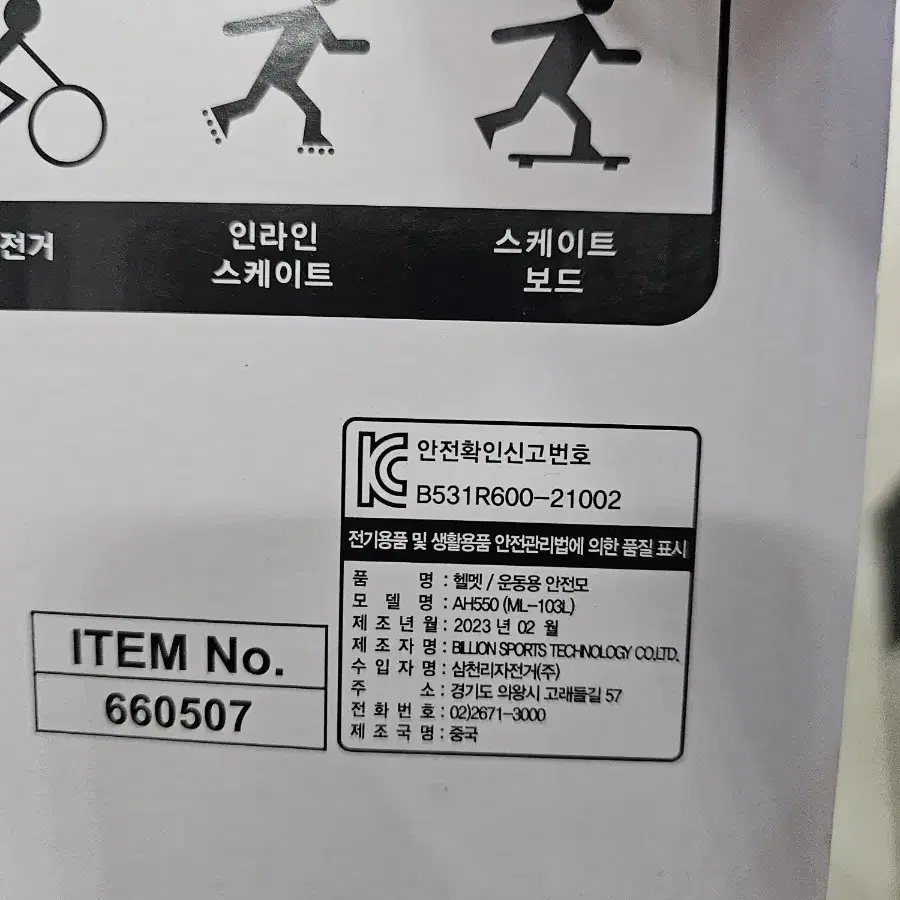 전거
인라인
스케이트
스케이트
보드
KC 안전확인신고번호
B531R600-21002
전기용품 및 생활용품 안전관리법에 의한 품질 표시
품 명 : 헬멧 / 운동용 안전모
모 델 명 : AH550 (ML-103L)
제 조 년 월 : 2023 년 02 월
제 조 자 명 : BILLION SPORTS TECHNOLOGY CO.LTD.
수 입 자 명 : 삼천리자전거(주)
주 소 : 경기도 의왕시 고래들길 57
전 화 번 호 : 02)2671-3000
제 조 국 명 : 중국
ITEM No.
660507